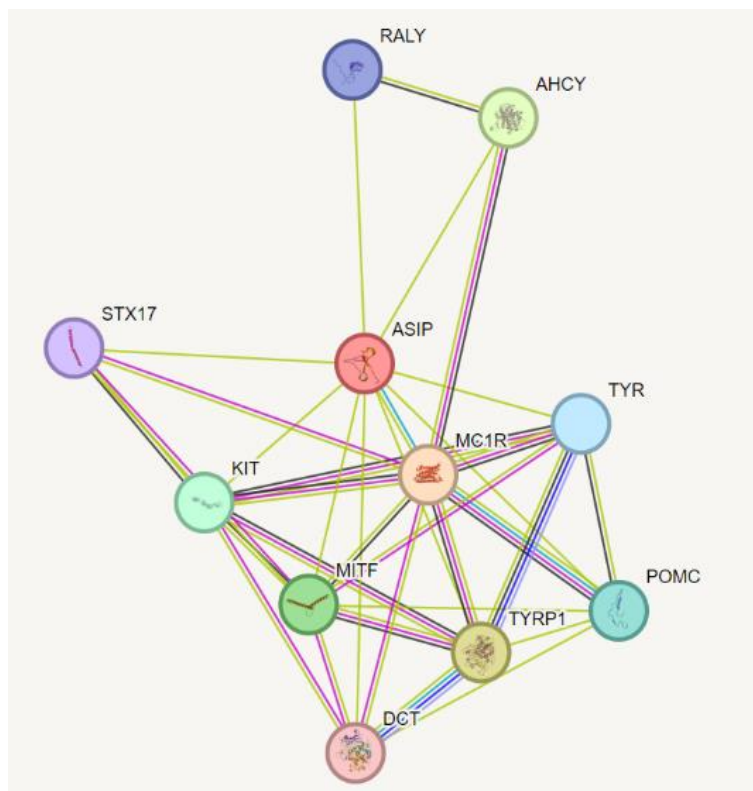 RALY
AHCY
STX17
ASIP
TYR
MC1R
KIT
MITF
POMC
TYRP1
DCT